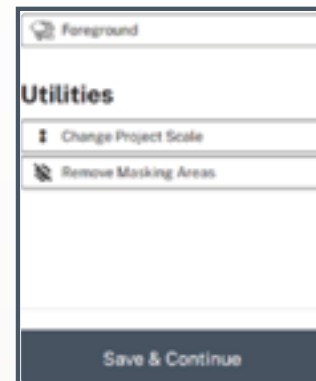 Foreground
Utilities
Change Project Scale
Remove Masking Areas
Save & Continue